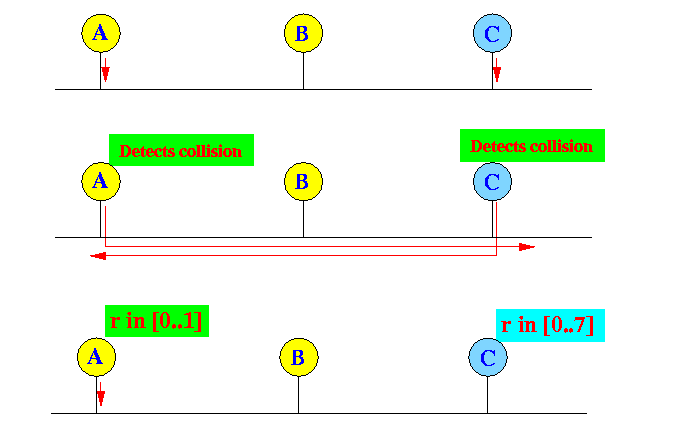 A B C
Detects collision Detects collision
A B C
r in [0..1] r in [0..7]
A B C